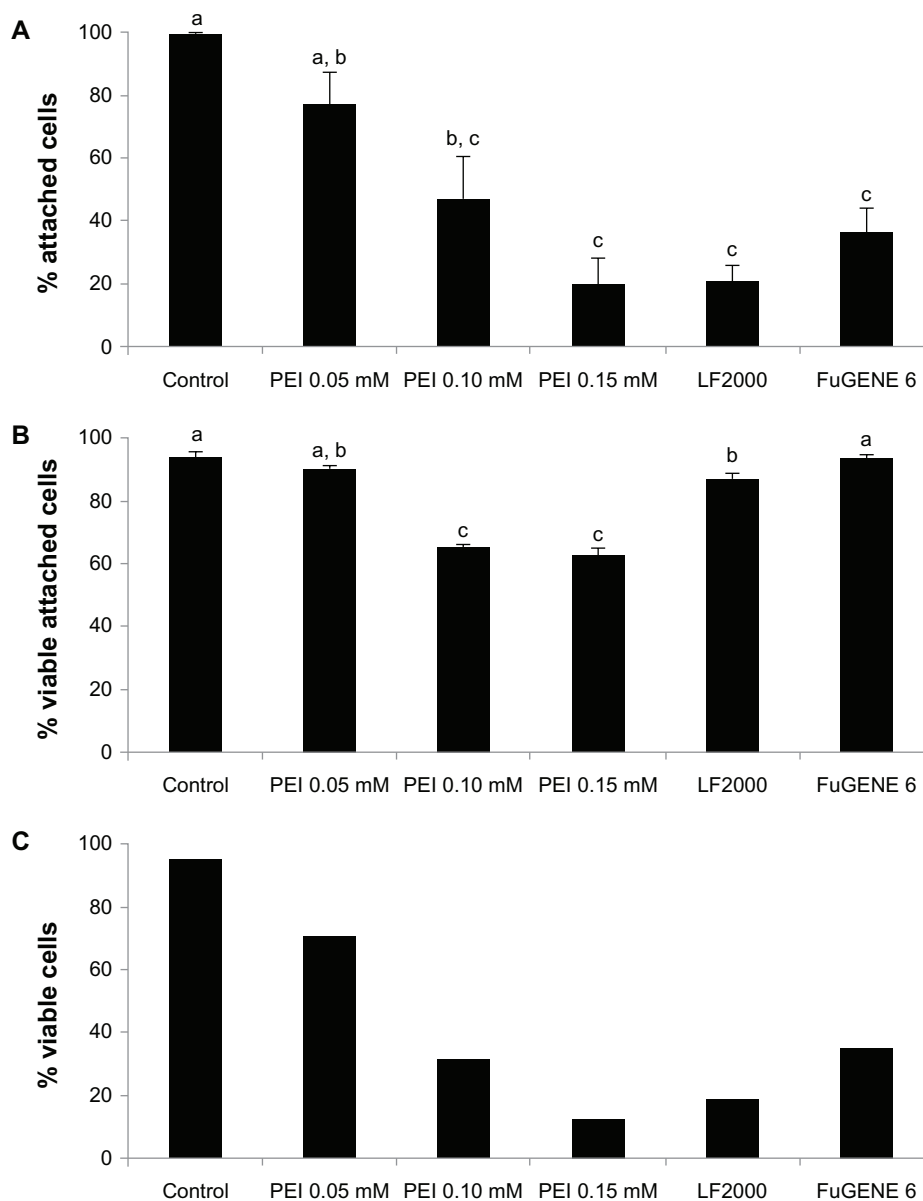 A
% attached cells
100
80
60
40
20
0
a
a, b
b, c
c
c
c
Control PEI 0.05 mM PEI 0.10 mM PEI 0.15 mM LF2000 FuGENE 6
B
% viable attached cells
100
80
60
40
20
0
a
a, b
c
c
b
a
Control PEI 0.05 mM PEI 0.10 mM PEI 0.15 mM LF2000 FuGENE 6
C
% viable cells
100
80
60
40
20
0
Control PEI 0.05 mM PEI 0.10 mM PEI 0.15 mM LF2000 FuGENE 6